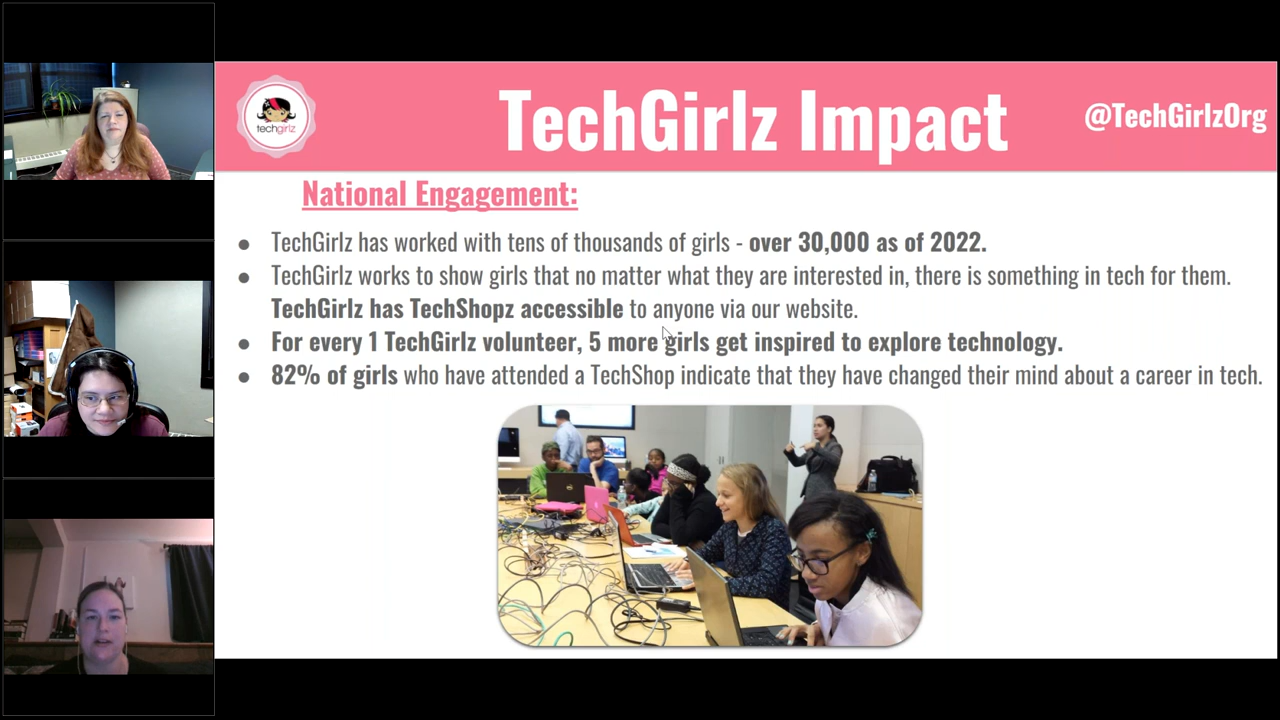 techgirlz
TechGirlz Impact
@TechGirlzOrg
National Engagement:
● TechGirlz has worked with tens of thousands of girls - over 30,000 as of 2022.
● TechGirlz works to show girls that no matter what they are interested in, there is something in tech for them.
TechGirlz has TechShopz accessible to anyone via our website.
● For every 1 TechGirlz volunteer, 5 more girls get inspired to explore technology.
● 82% of girls who have attended a TechShop indicate that they have changed their mind about a career in tech.